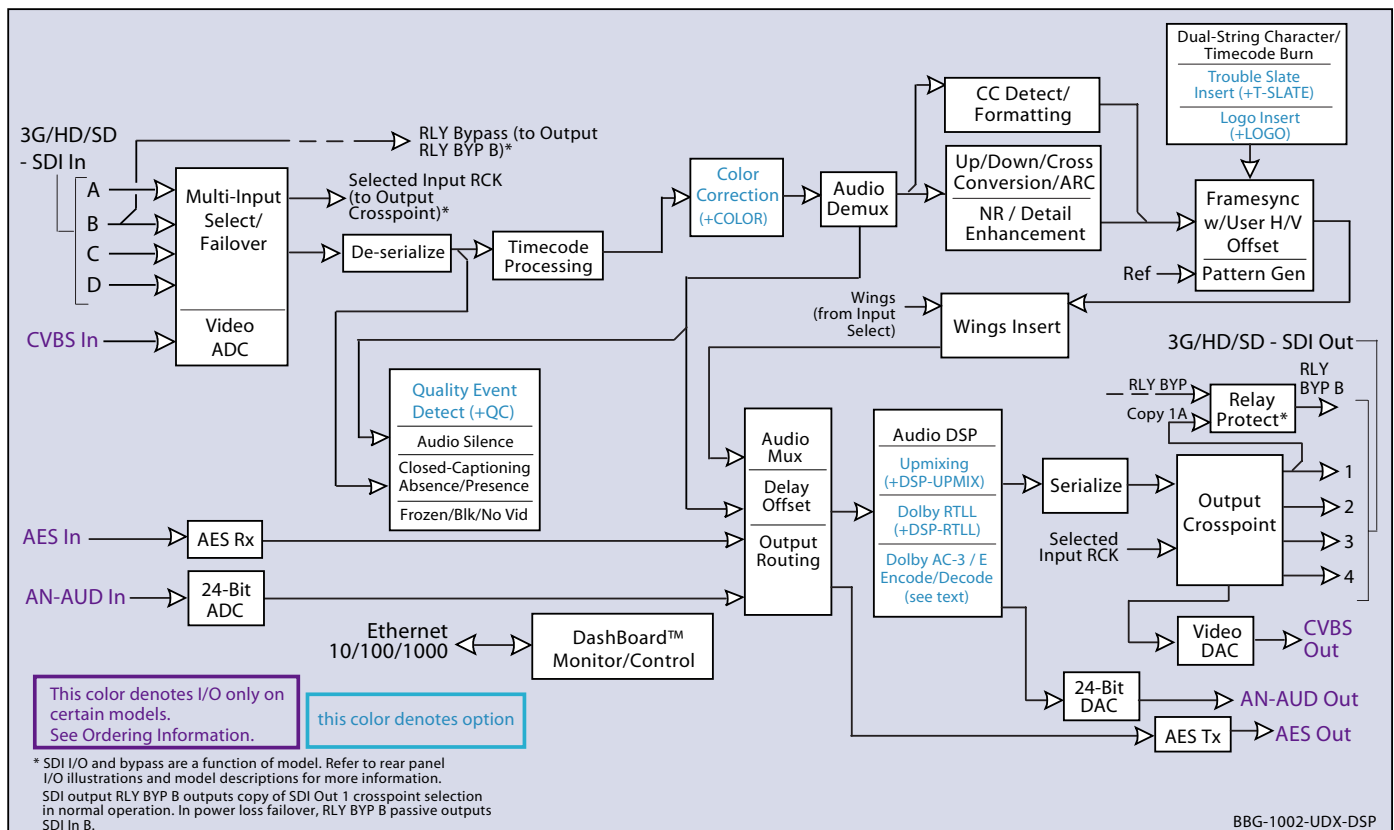 Dual-String Character/
Timecode Burn
Trouble Slate
Insert (+T-SLATE)
Logo Insert
(+LOGO)
CC Detect/
Formatting
3G/HD/SD
- SDI In
RLY Bypass (to Output
RLY BYP B)*
A
B
C
D
Multi-Input
Select/
Failover
Video
ADC
Selected Input RCK
(to Output
Crosspoint)*
De-serialize
Timecode
Processing
Color
Correction
(+COLOR)
Audio
Demux
Up/Down/Cross
Conversion/ARC
NR / Detail
Enhancement
Framesync
w/User H/V
Offset
Pattern Gen
Ref
CVBS In
Wings
(from Input
Select)
Wings Insert
3G/HD/SD - SDI Out
Quality Event
Detect (+QC)
Audio Silence
Closed-Captioning
Absence/Presence
Frozen/Blk/No Vid
RLY BYP
Copy 1A
Relay
Protect*
RLY
BYP B
Audio
Mux
Delay
Offset
Output
Routing
Audio DSP
Upmixing
(+DSP-UPMIX)
Dolby RTLL
(+DSP-RTLL)
Dolby AC-3 / E
Encode/Decode
(see text)
Serialize
Selected
Input RCK
Output
Crosspoint
1
2
3
4
AES In
AES Rx
AN-AUD In
24-Bit
ADC
Ethernet
10/100/1000
DashBoard™
Monitor/Control
Video
DAC
CVBS
Out
24-Bit
DAC
AN-AUD Out
AES Tx
AES Out
This color denotes I/O only on
certain models.
See Ordering Information.
this color denotes option
* SDI I/O and bypass are a function of model. Refer to rear panel
I/O illustrations and model descriptions for more information.
SDI output RLY BYP B outputs copy of SDI Out 1 crosspoint selection
in normal operation. In power loss failover, RLY BYP B passive outputs
SDI In B.
BBG-1002-UDX-DSP